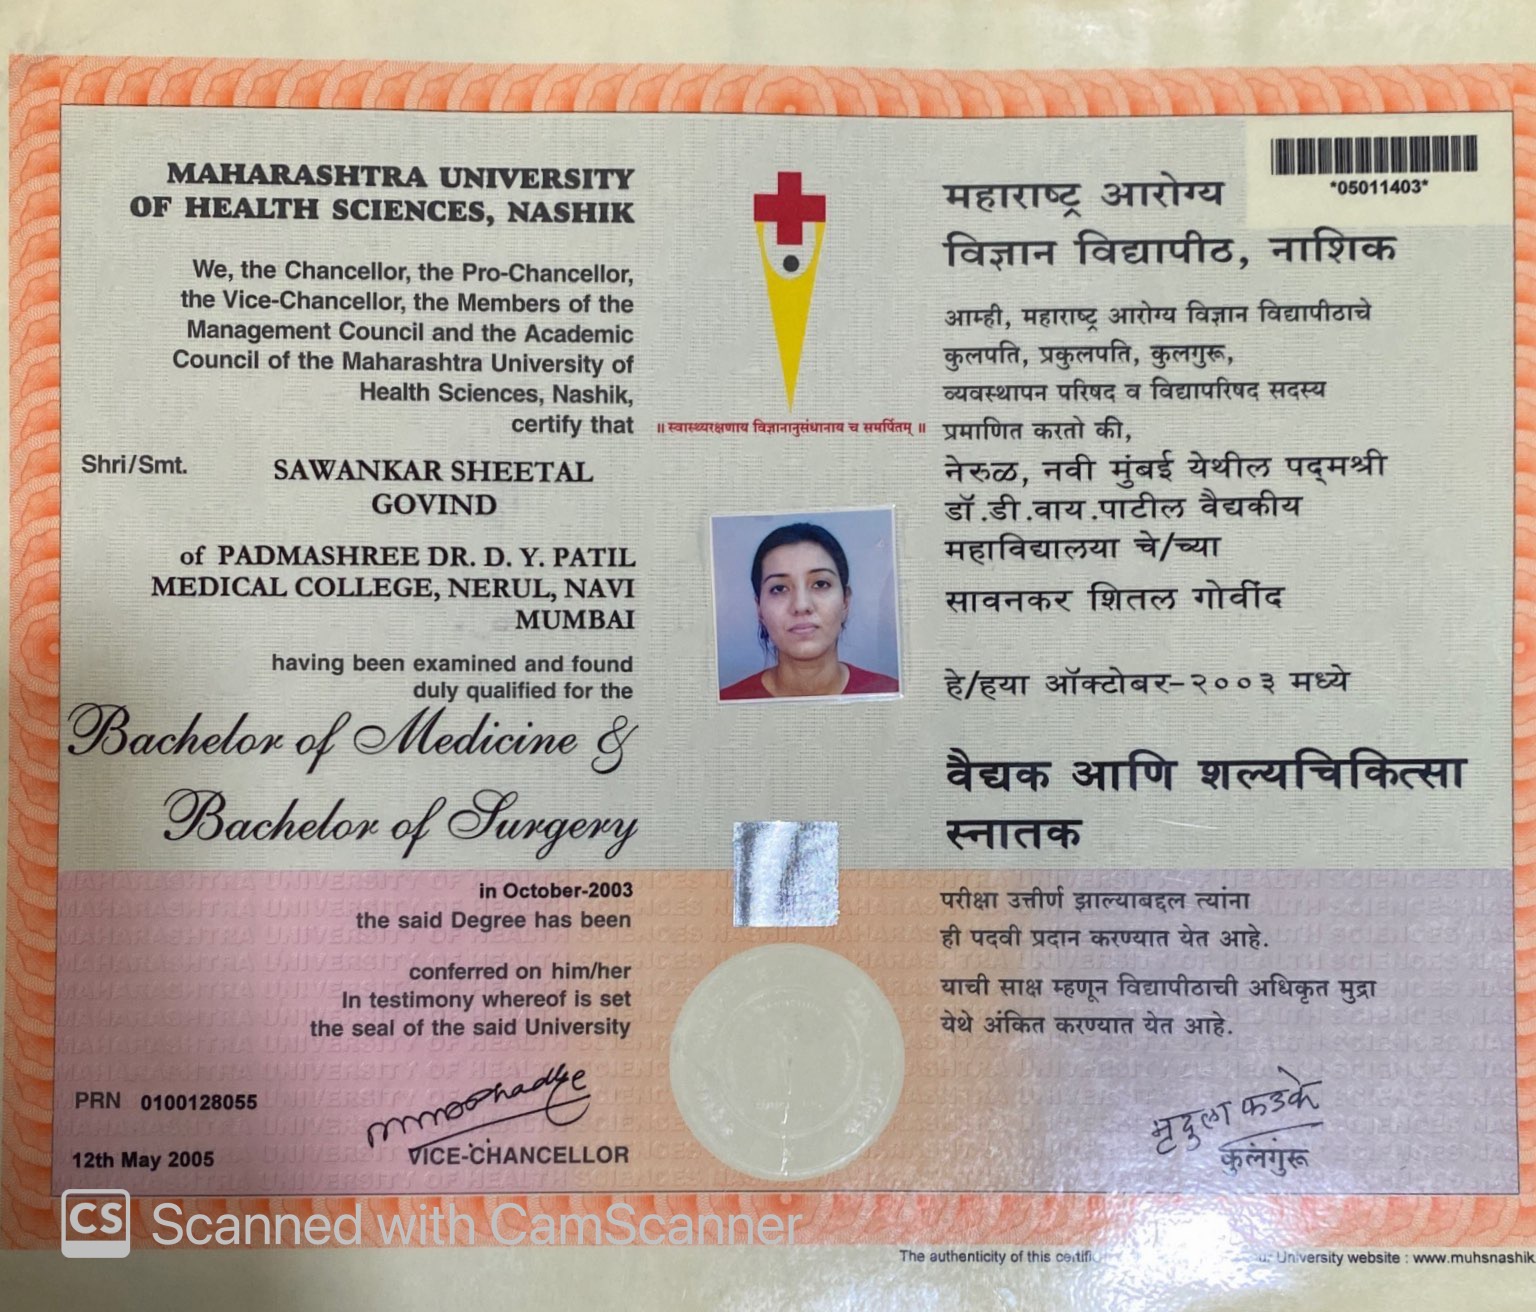 MAHARASHTRA UNIVERSITY
OF HEALTH SCIENCES, NASHIK
We, the Chancellor, the Pro-Chancellor,
the Vice-Chancellor, the Members of the
Management Council and the Academic
Council of the Maharashtra University of
Health Sciences, Nashik,
certify that
Shri/Smt. SAWANKAR SHEETAL
GOVIND
of PADMASHREE DR. D. Y. PATIL
MEDICAL COLLEGE, NERUL, NAVI
MUMBAI
having been examined and found
duly qualified for the
Bachelor of Medicine &
Bachelor of Surgery
in October-2003
the said Degree has been
conferred on him/her
In testimony whereof is set
the seal of the said University
PRN 0100128055
12th May 2005
VICE-CHANCELLOR
॥ स्वास्थ्यरक्षणाय विज्ञानानुसंधानाय च समर्पितम् ॥
*05011403*
महाराष्ट्र आरोग्य
विज्ञान विद्यापीठ, नाशिक
आम्ही, महाराष्ट्र आरोग्य विज्ञान विद्यापीठाचे
कुलपति, प्रकुलपति, कुलगुरू,
व्यवस्थापन परिषद व विद्यापरिषद सदस्य
प्रमाणित करतो की,
नेरुळ, नवी मुंबई येथील पद्मश्री
डॉ.डी.वाय.पाटील वैद्यकीय
महाविद्यालया चे/च्या
सावनकर शितल गोवींद
हे/हया ऑक्टोबर-२००३ मध्ये
वैद्यक आणि शल्यचिकित्सा
स्नातक
परीक्षा उत्तीर्ण झाल्याबद्दल त्यांना
ही पदवी प्रदान करण्यात येत आहे.
याची साक्ष म्हणून विद्यापीठाची अधिकृत मुद्रा
येथे अंकित करण्यात येत आहे.
मृदुला फडके
कुलगुरू
CS Scanned with CamScanner
The authenticity of this University website : www.muhsnashik